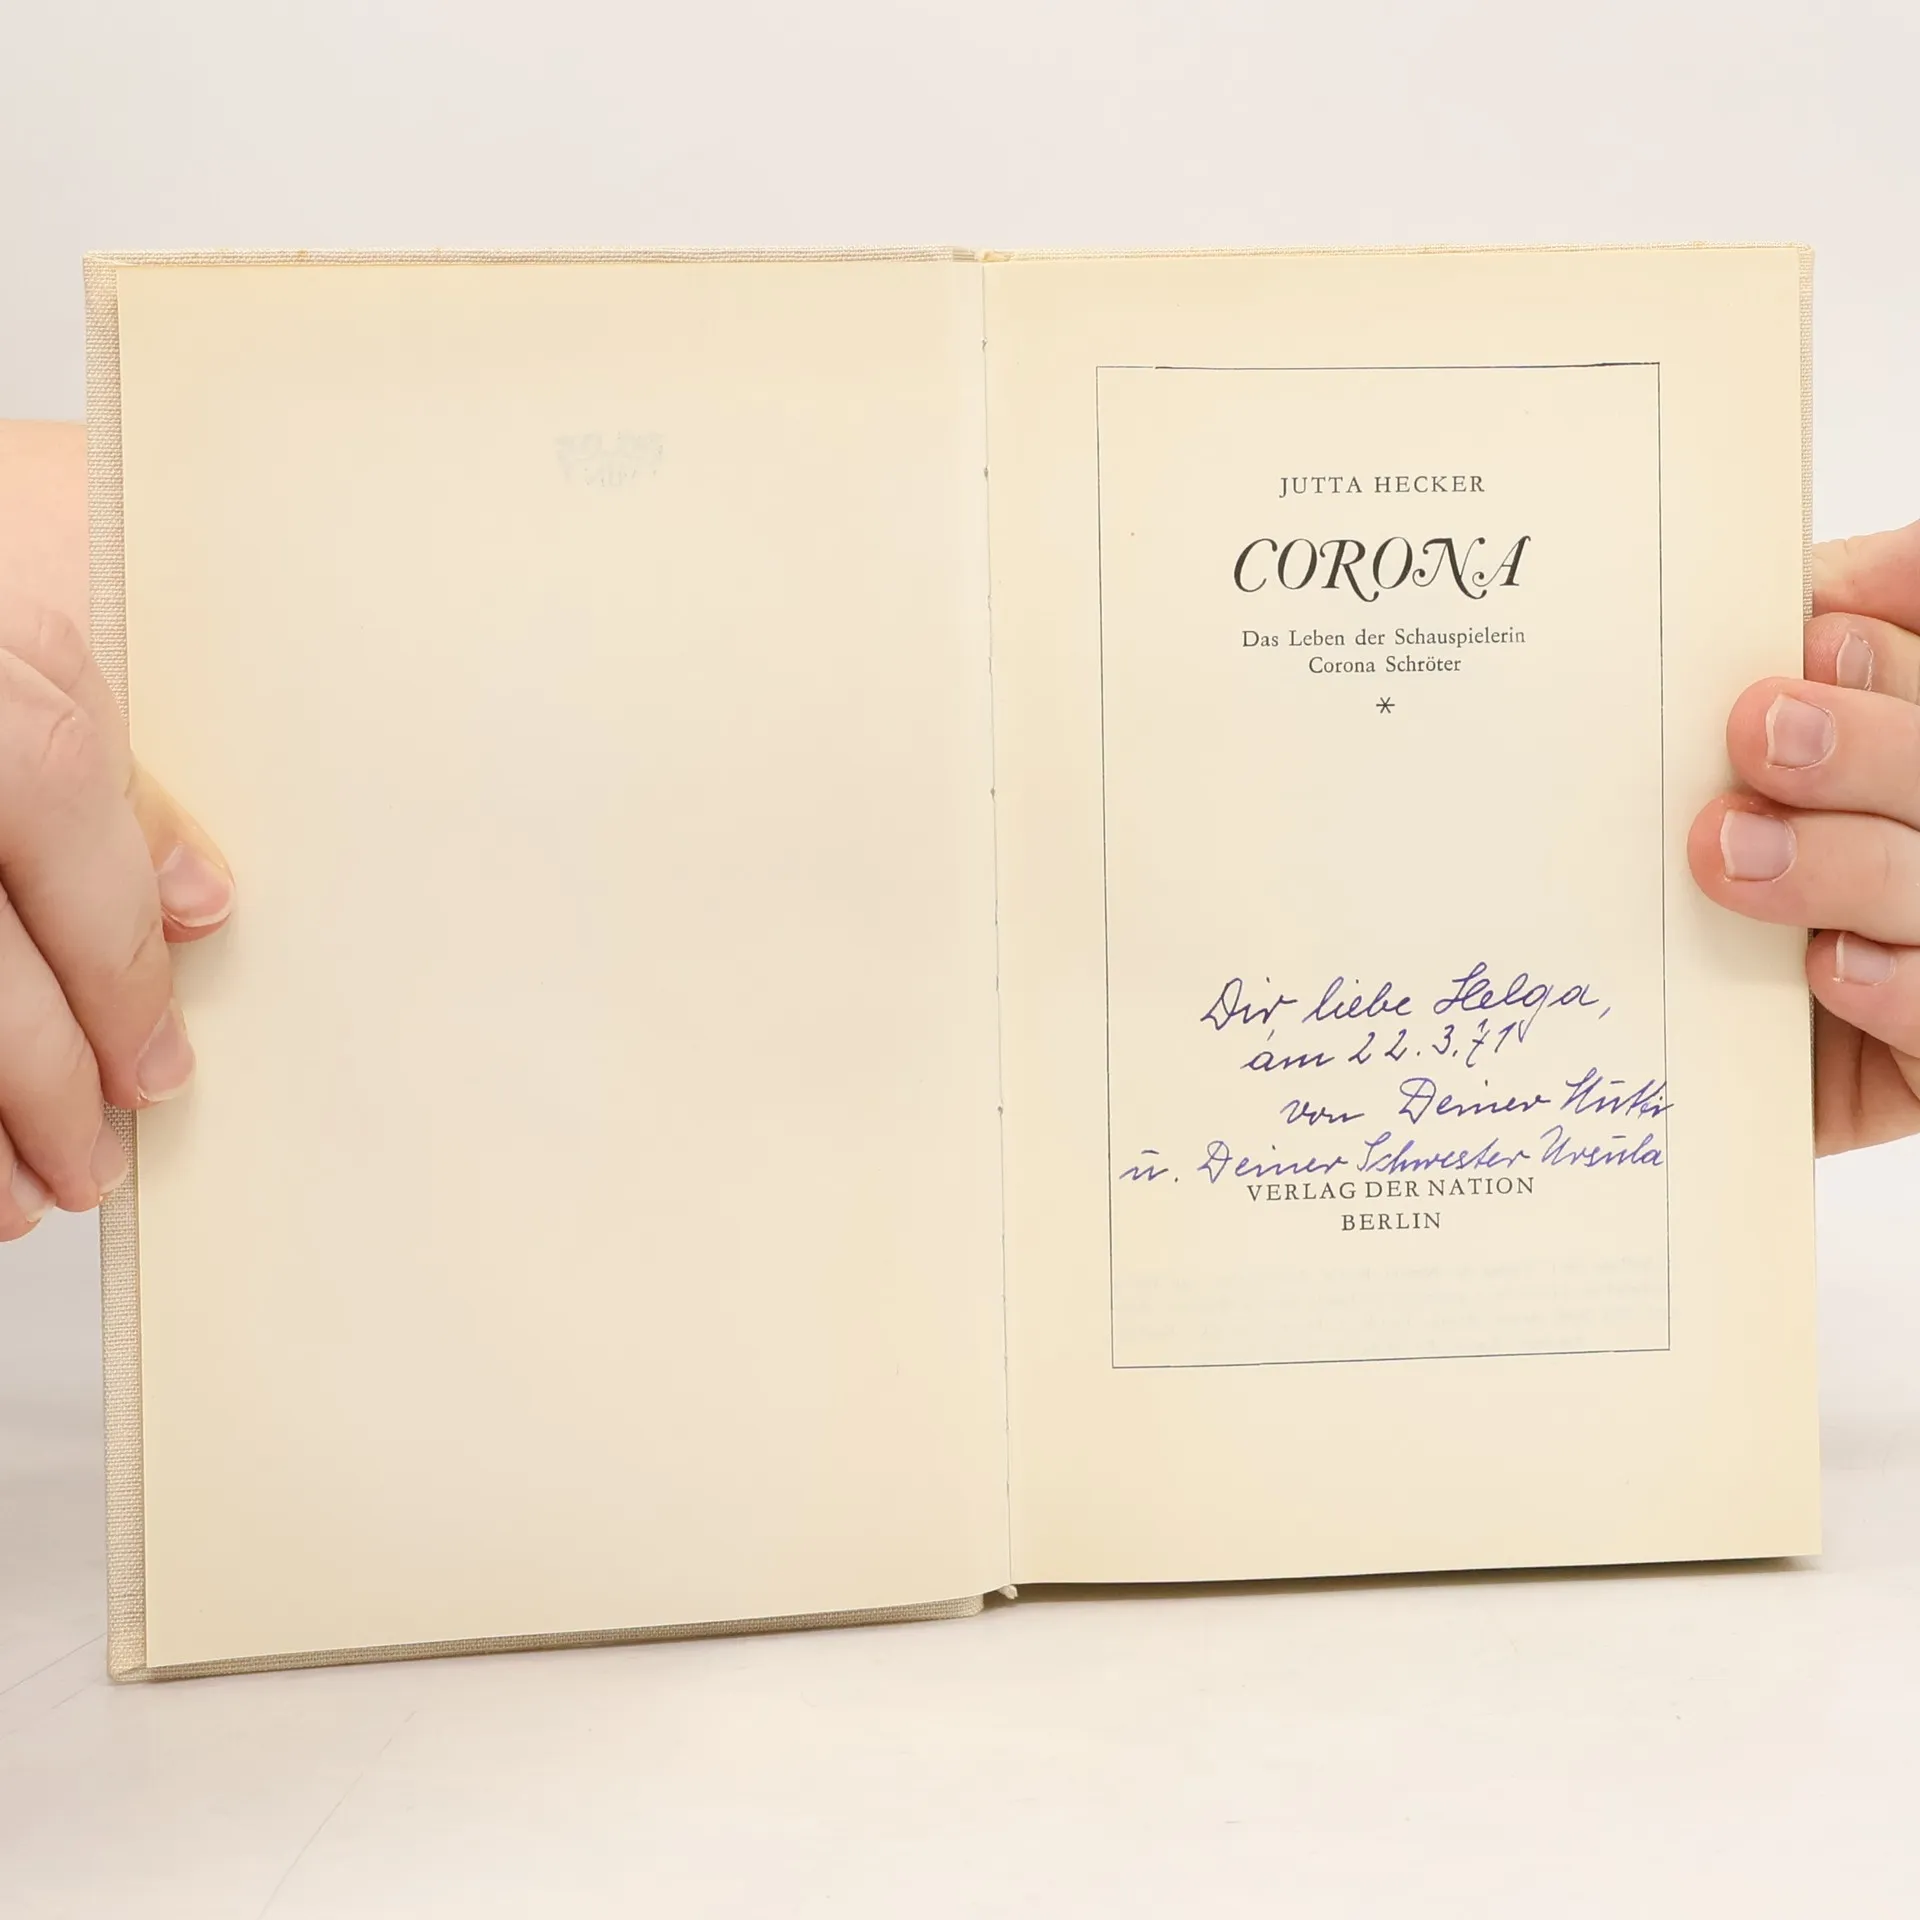 JUTTA HECKER
CORONA
Das Leben der Schauspielerin
Corona Schröter
*
Dir, liebe Helga,
am 22.3.71
von Deiner Mutti
u. Deiner Schwester Ursula
VERLAG DER NATION
BERLIN